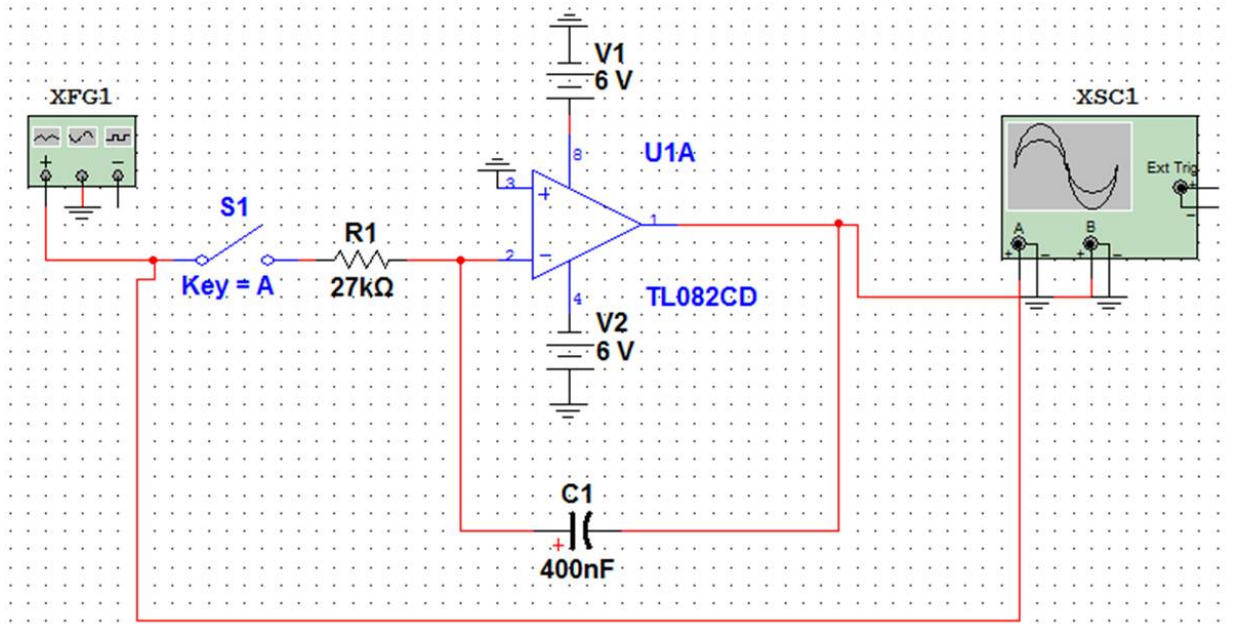 V1
6 V
XFG1
XSC1
+
−
8
U1A
Ext Trig
+
−
3
+
S1
R1
1
A
B
Key = A
27kΩ
2
−
+
−
+
−
4
TL082CD
V2
6 V
C1
+
400nF